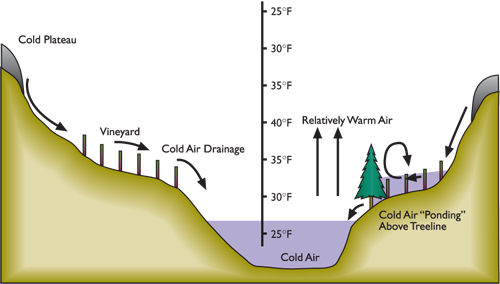 25°F
Cold Plateau
30°F
35°F
Relatively Warm Air
40°F
Vineyard
Cold Air Drainage
35°F
30°F
Cold Air "Ponding"
Above Treeline
25°F
Cold Air